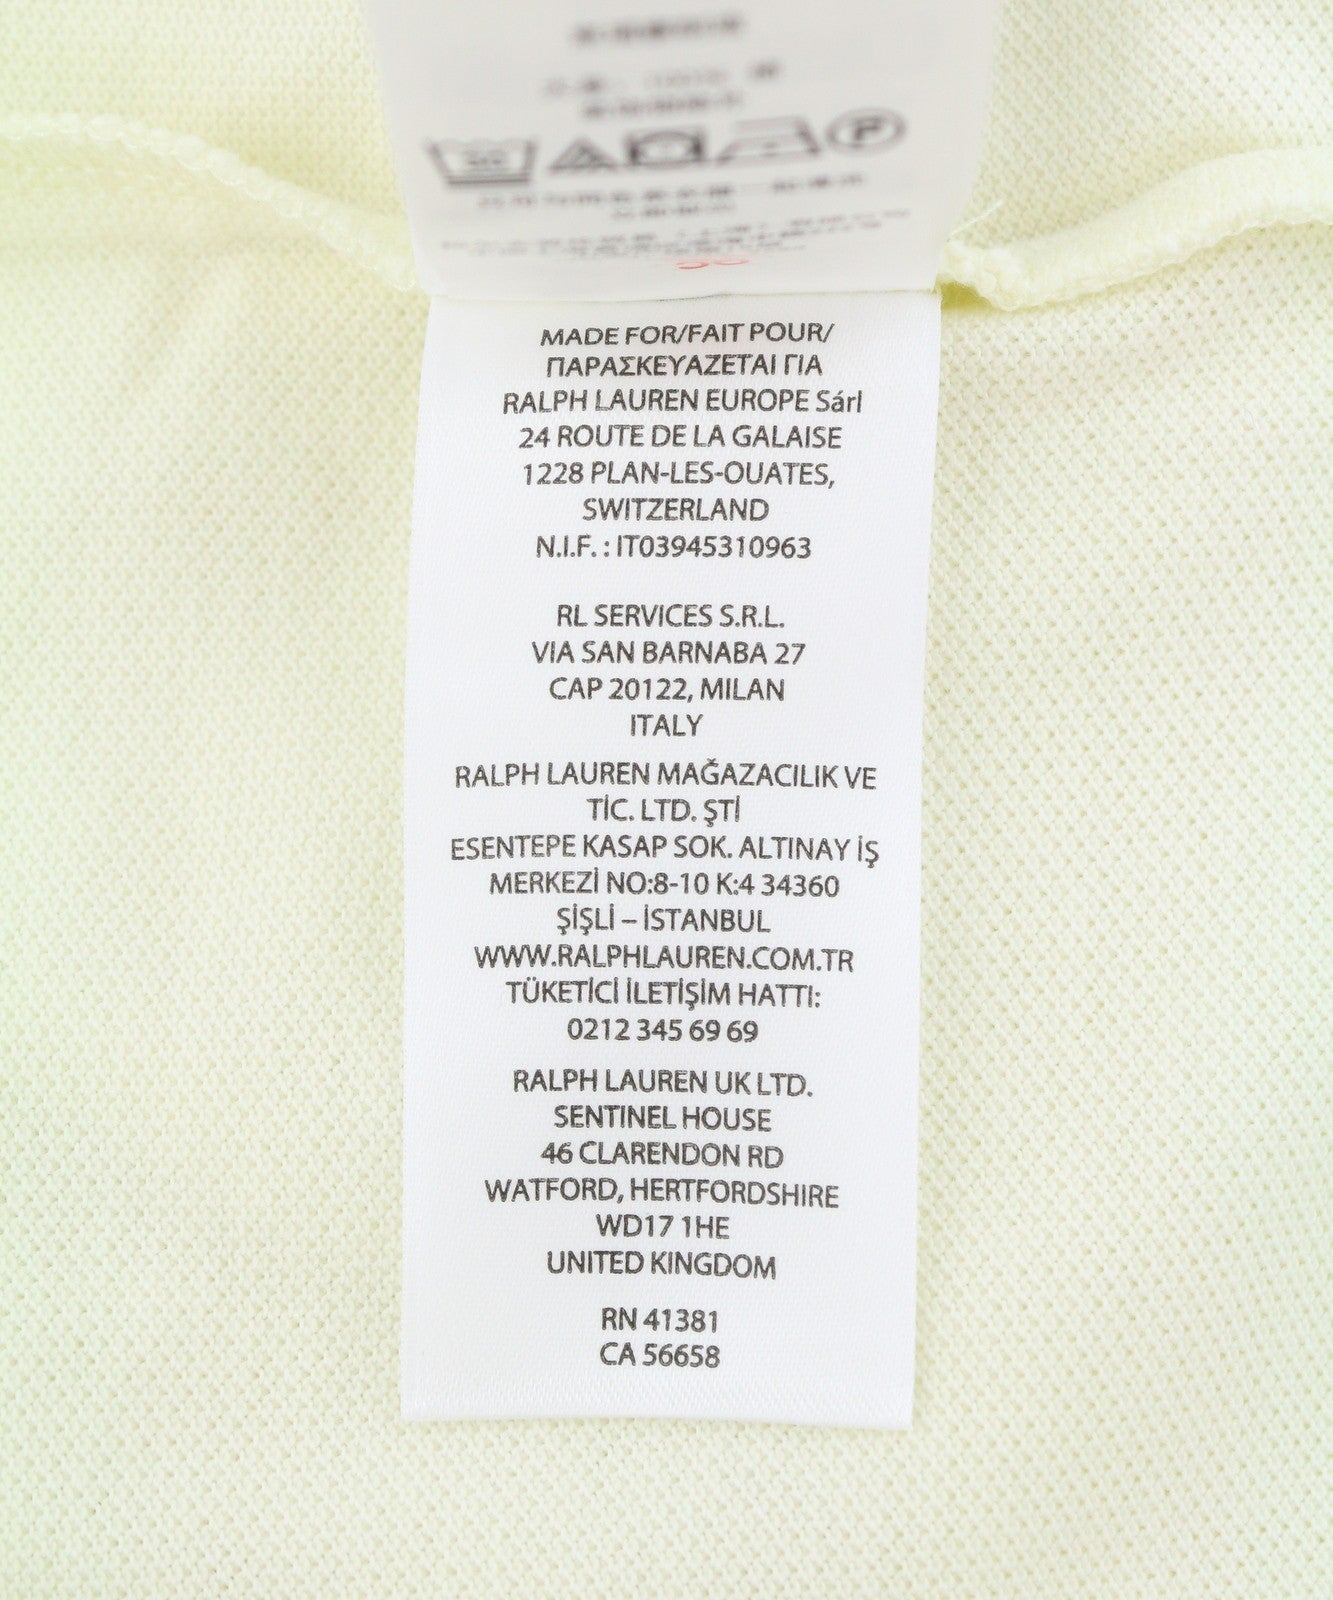 MADE FOR/FAIT POUR/
ΠΑΡΑΣΚΕΥΑΖΕΤΑΙ ΓΙΑ
RALPH LAUREN EUROPE Sárl
24 ROUTE DE LA GALAISE
1228 PLAN-LES-OUATES,
SWITZERLAND
N.I.F. : IT03945310963
RL SERVICES S.R.L.
VIA SAN BARNABA 27
CAP 20122, MILAN
ITALY
RALPH LAUREN MAĞAZACILIK VE
TİC. LTD. ŞTİ
ESENTEPE KASAP SOK. ALTINAY İŞ
MERKEZİ NO:8-10 K:4 34360
ŞİŞLİ – İSTANBUL
WWW.RALPHLAUREN.COM.TR
TÜKETİCİ İLETİŞİM HATTI:
0212 345 69 69
RALPH LAUREN UK LTD.
SENTINEL HOUSE
46 CLARENDON RD
WATFORD, HERTFORDSHIRE
WD17 1HE
UNITED KINGDOM
RN 41381
CA 56658